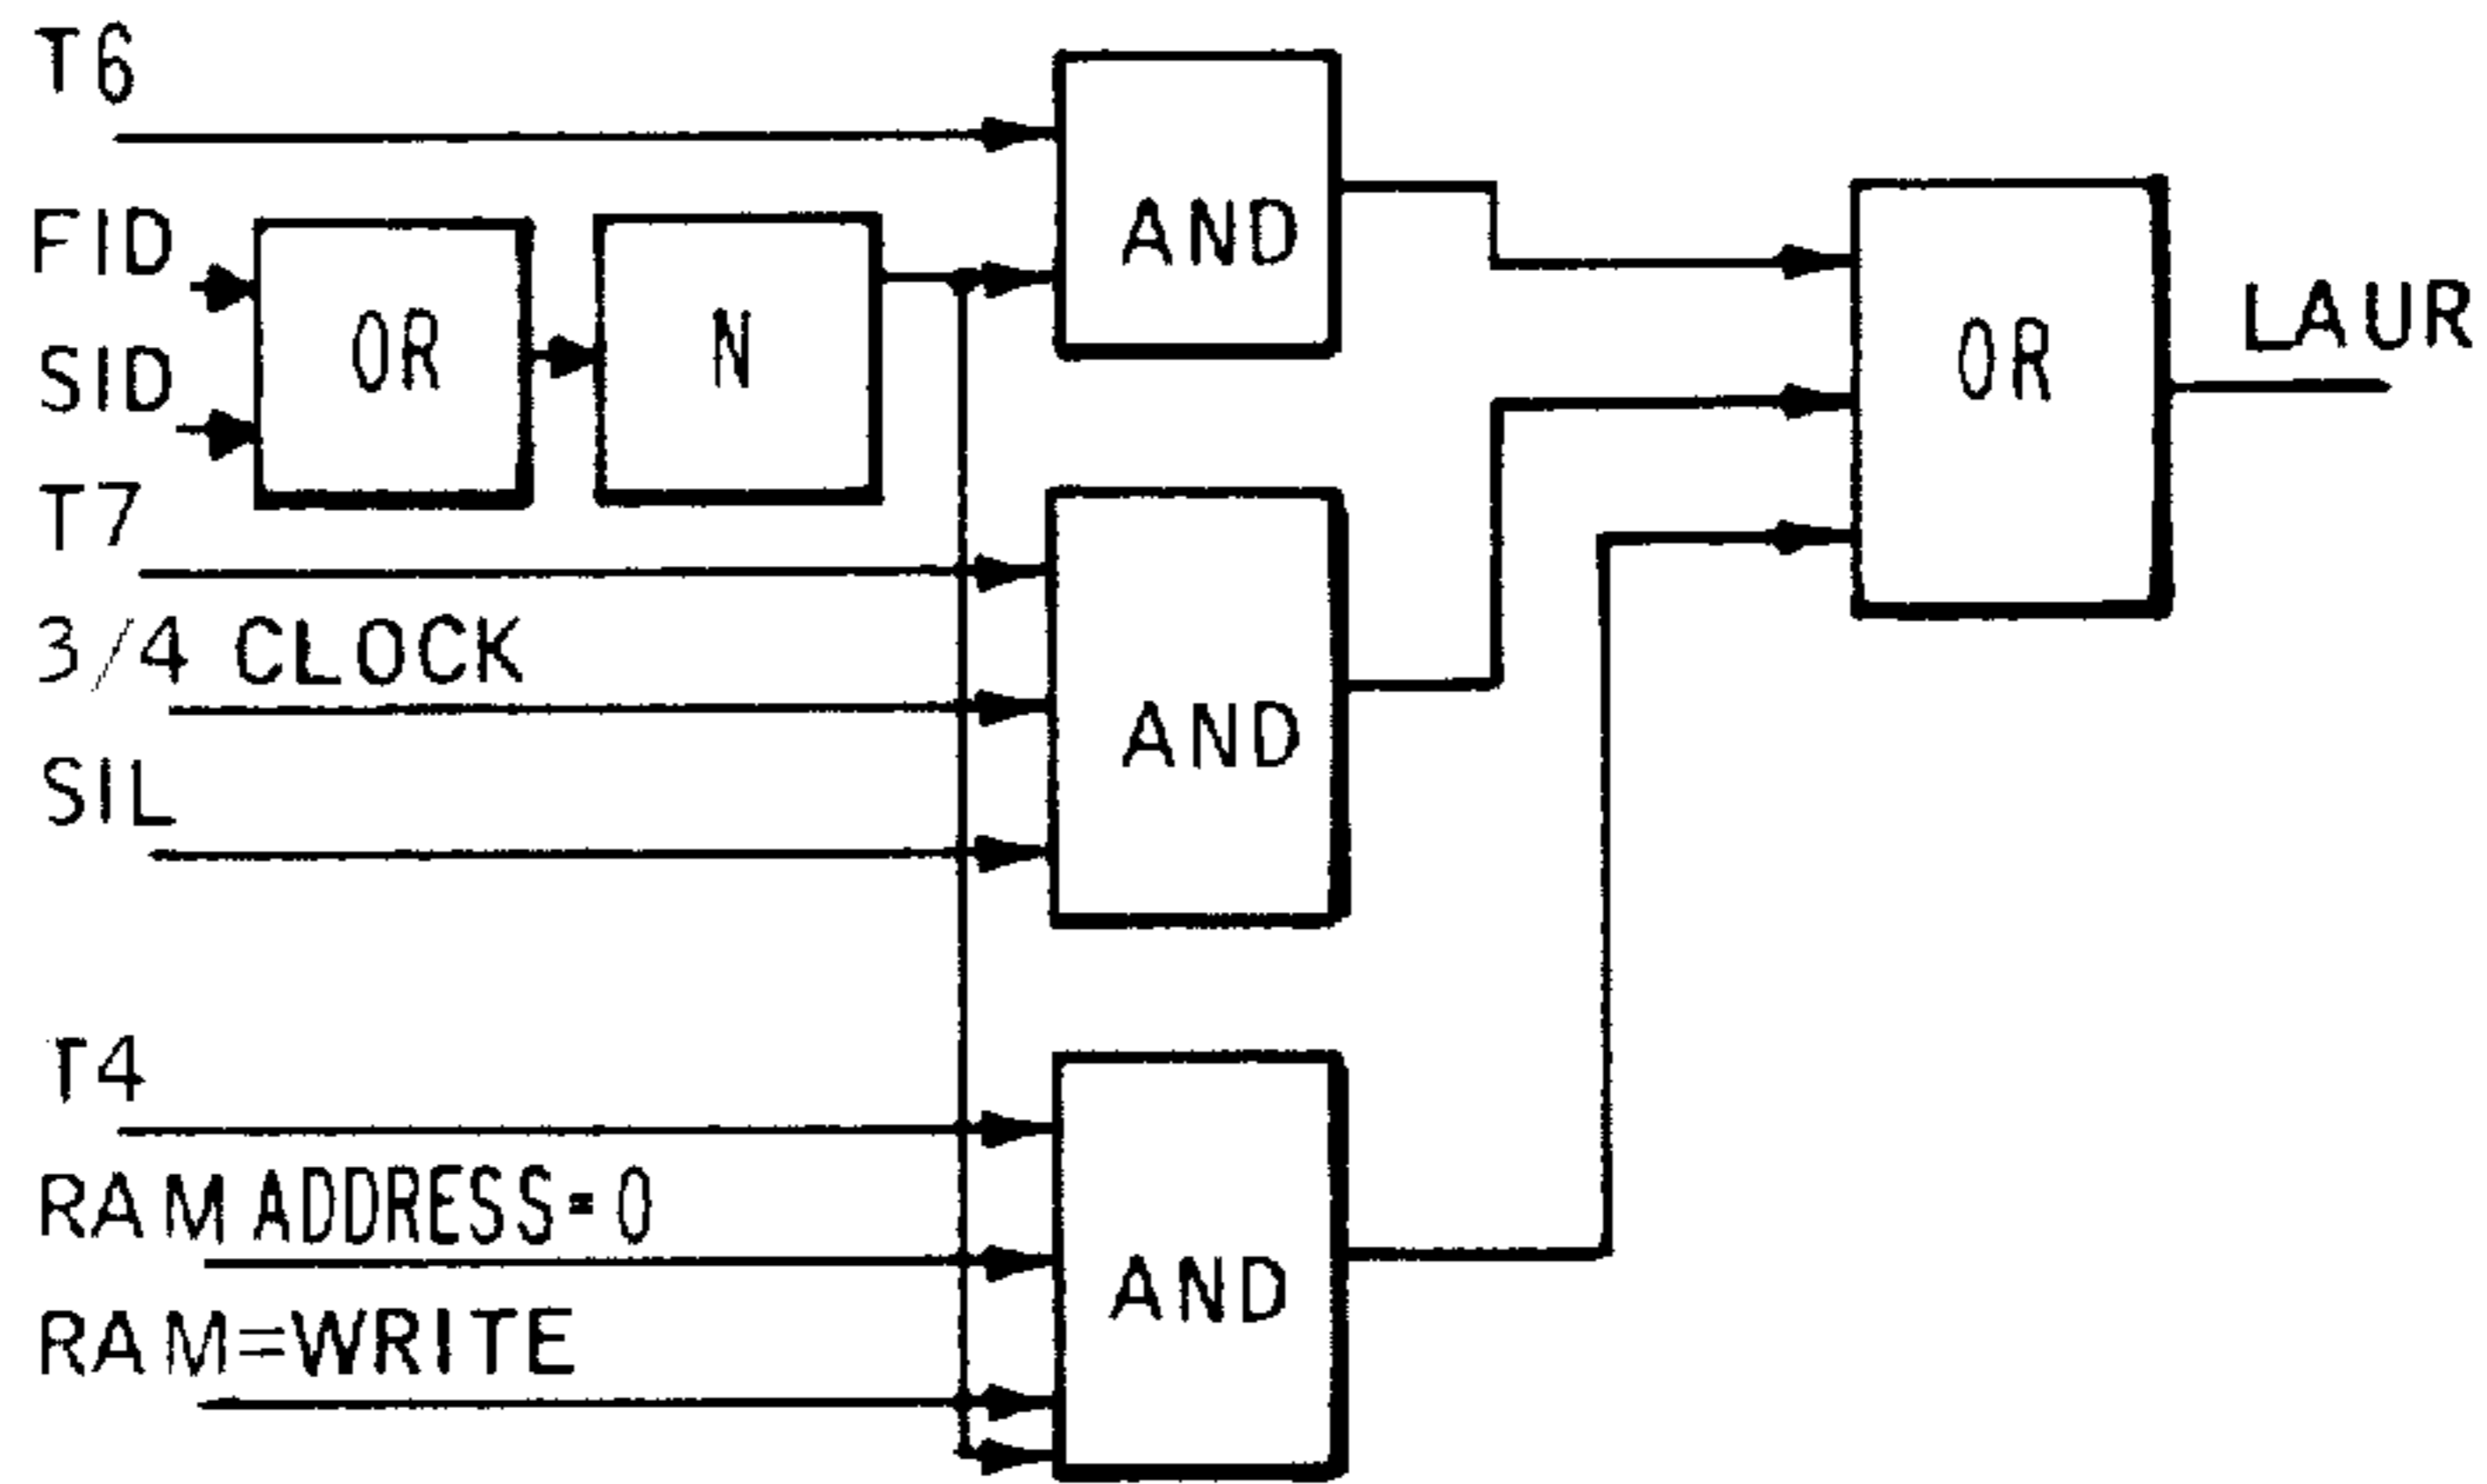 T6
FID
SID
T7
3/4 CLOCK
SIL
T4
RAM ADDRESS=0
RAM=WRITE
OR
N
AND
AND
AND
OR
LAUR